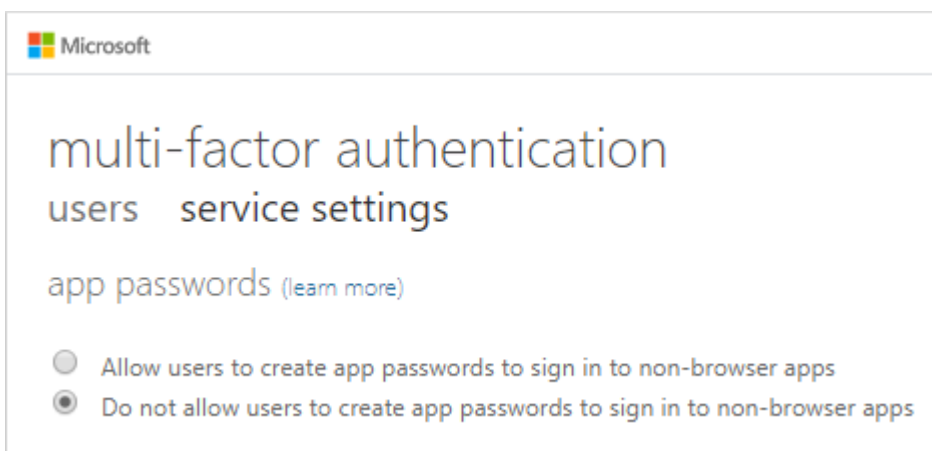 Microsoft
multi-factor authentication
users service settings
app passwords (learn more)
Allow users to create app passwords to sign in to non-browser apps
Do not allow users to create app passwords to sign in to non-browser apps